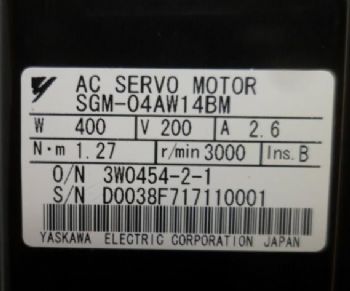 AC SERVO MOTOR
SGM-04AW14BM
W 400 V 200 A 2.6
N·m 1.27 r/min 3000 Ins.B
O/N 3W0454-2-1
S/N D0038F717110001
YASKAWA ELECTRIC CORPORATION JAPAN